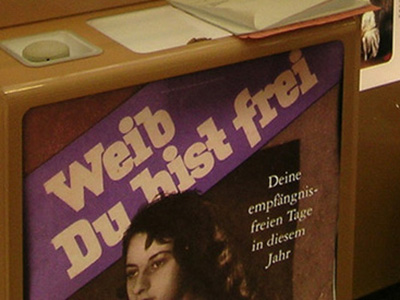 Weib
Du bist frei
Deine
empfängnis-
freien Tage
in diesem
Jahr